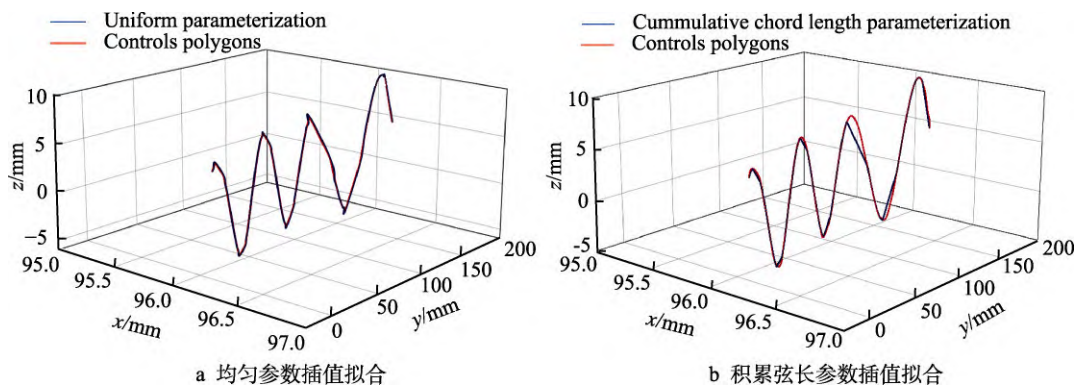 Uniform parameterization
Controls polygons
10
5
0
−5
z/mm
95.0
95.5
96.0
96.5
97.0
x/mm
0
50
100
150
200
y/mm
a 均匀参数插值拟合
Cummulative chord length parameterization
Controls polygons
10
5
0
-5
z/mm
95.0
95.5
96.0
96.5
97.0
x/mm
0
50
100
150
200
y/mm
b 积累弦长参数插值拟合